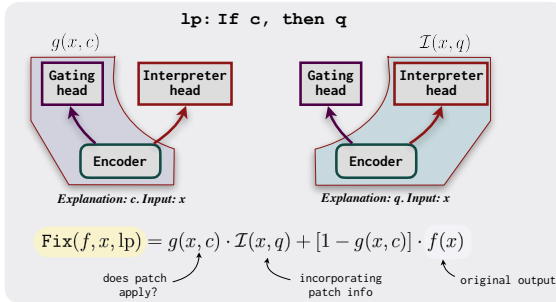 lp: If c, then q
g(x, c)
I(x, q)
Gating head
Interpreter head
Gating head
Interpreter head
Encoder
Encoder
Explanation: c. Input: x
Explanation: q. Input: x
Fix(f, x, lp) = g(x, c) · I(x, q) + [1 − g(x, c)] · f(x)
does patch apply?
incorporating patch info
original output